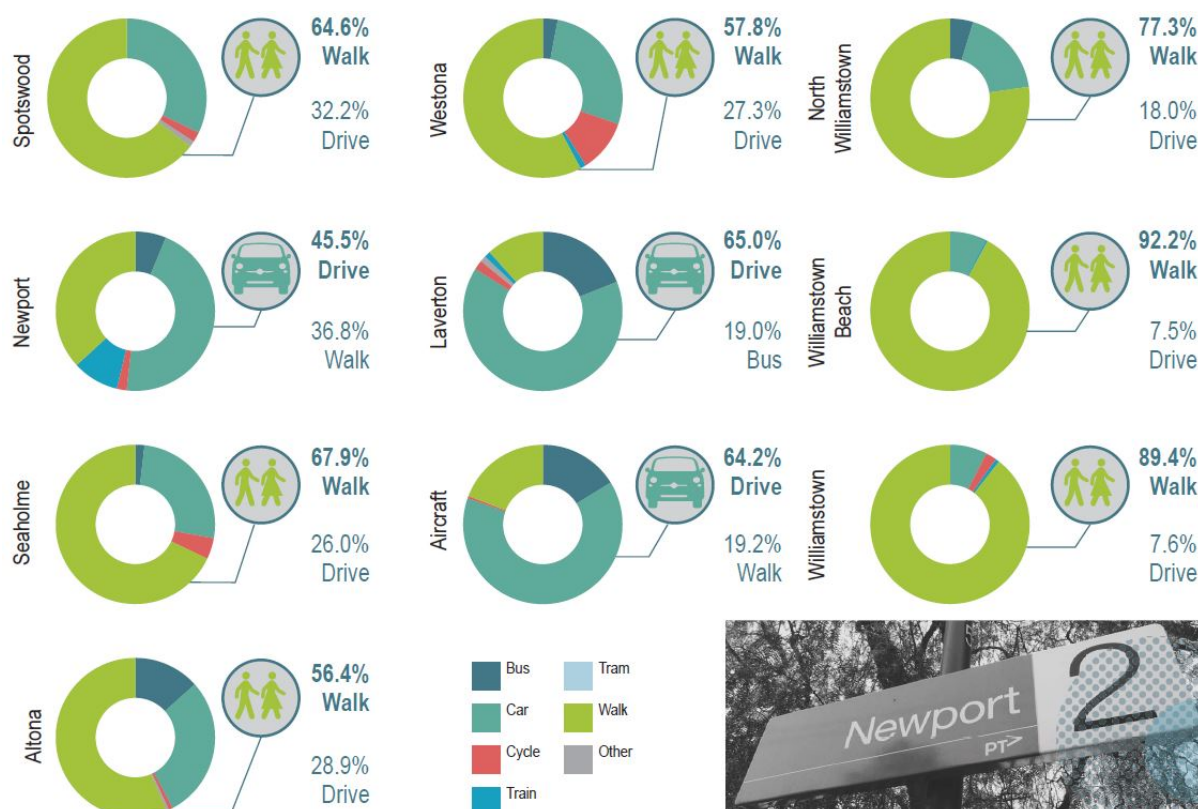 Spotswood
64.6%
Walk
32.2%
Drive
Westona
57.8%
Walk
27.3%
Drive
North
Williamstown
77.3%
Walk
18.0%
Drive
Newport
45.5%
Drive
36.8%
Walk
Laverton
65.0%
Drive
19.0%
Bus
Williamstown
Beach
92.2%
Walk
7.5%
Drive
Seaholme
67.9%
Walk
26.0%
Drive
Aircraft
64.2%
Drive
19.2%
Walk
Williamstown
89.4%
Walk
7.6%
Drive
Altona
56.4%
Walk
28.9%
Drive
Bus
Car
Cycle
Train
Tram
Walk
Other
Newport
2
PT>